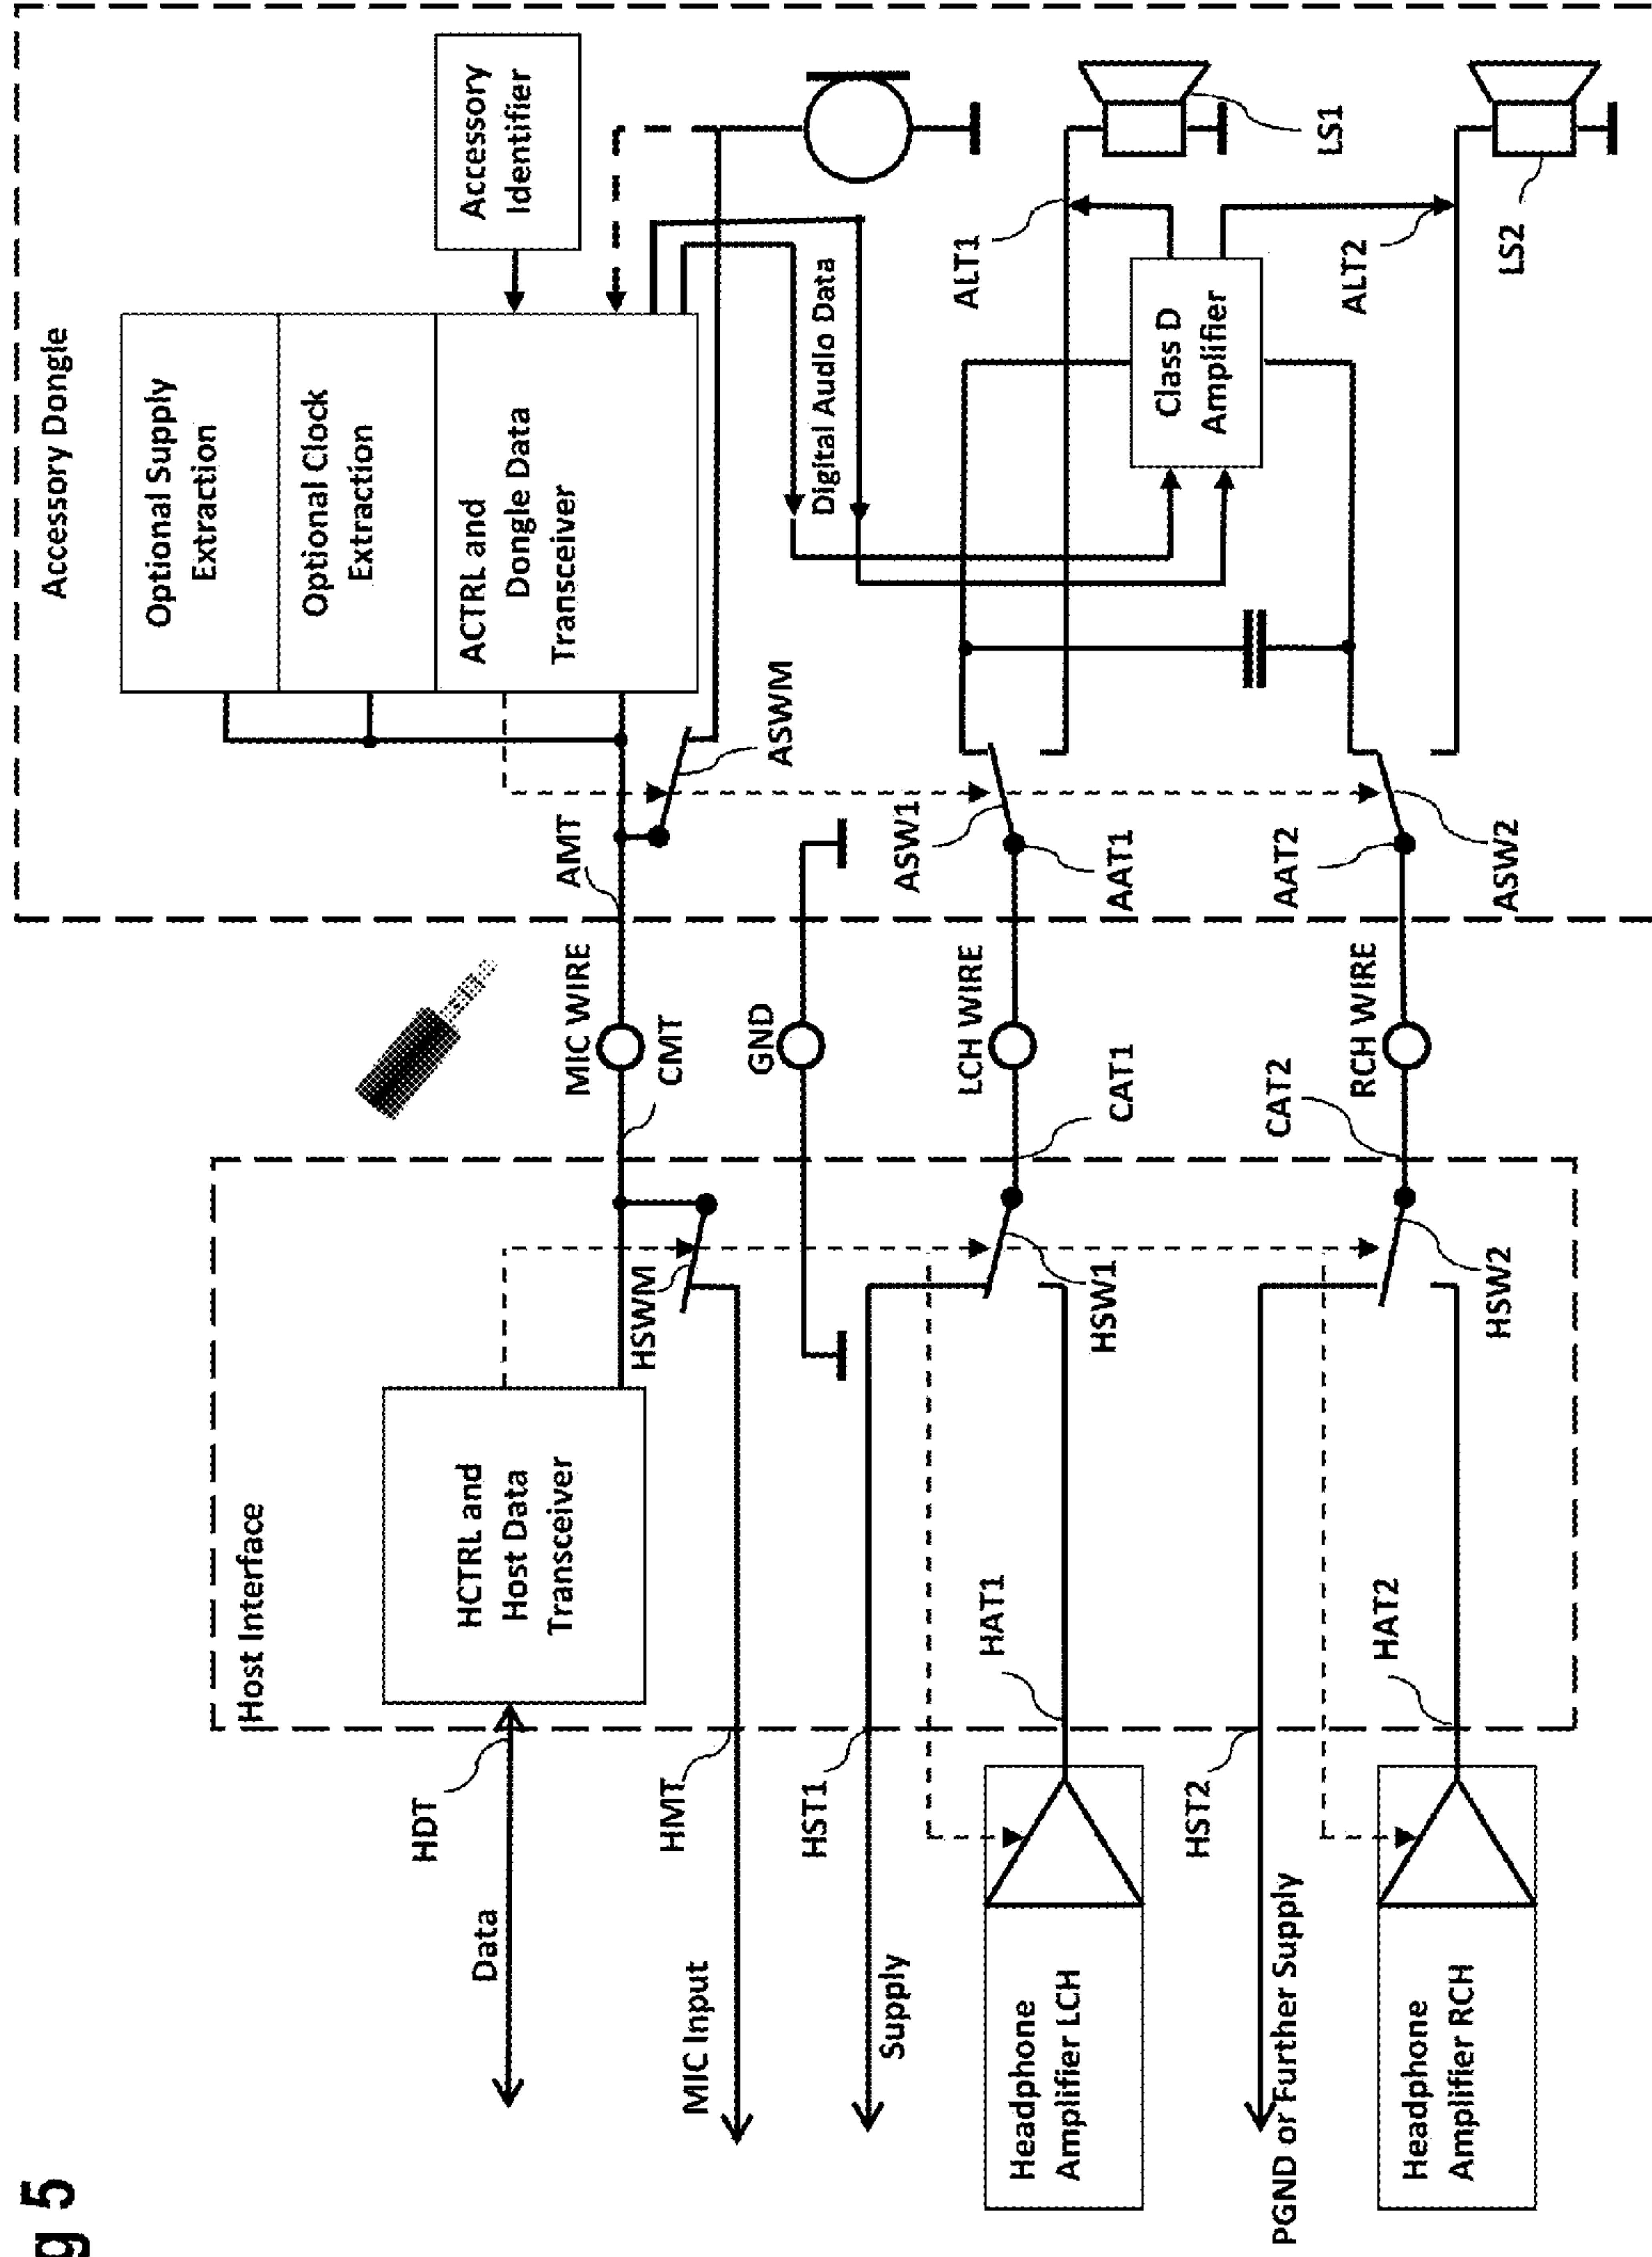 g 5
Accessory Dongle
Optional Supply
Extraction
Optional Clock
Extraction
ACTRL and
Dongle Data
Transceiver
Accessory
Identifier
ASWM
AMT
Digital Audio Data
ALT1
LS1
Class D
Amplifier
ALT2
LS2
ASW1
AAT1
AAT2
ASW2
MIC WIRE
CMT
GND
LCH WIRE
CAT1
RCH WIRE
CAT2
Host Interface
HCTRL and
Host Data
Transceiver
HSWM
HSW1
HSW2
HDT
Data
HMT
MIC Input
HST1
Supply
HAT1
Headphone
Amplifier LCH
HST2
PGND or Further Supply
HAT2
Headphone
Amplifier RCH